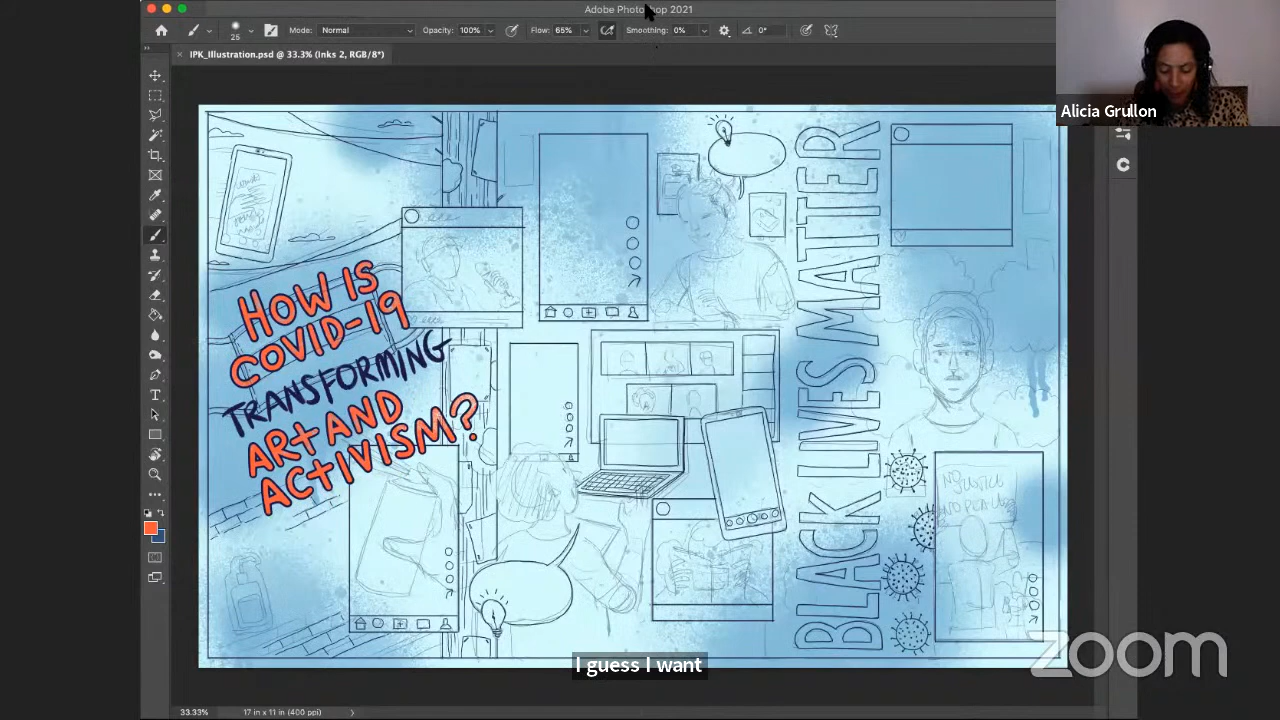 Adobe Photoshop 2021
25
Mode: Normal
Opacity: 100%
Flow: 65%
Smoothing: 0%
0°
IPK_Illustration.psd @ 33.3% (Inks 2, RGB/8*)
Alicia Grullon
HOW IS
COVID-19
TRANSFORMING
ART AND
ACTIVISM?
BLACK LIVES MATTER
NO JUSTICE
NO PEACE
I guess I want
zoom
33.33%
17 in x 11 in (400 ppi)